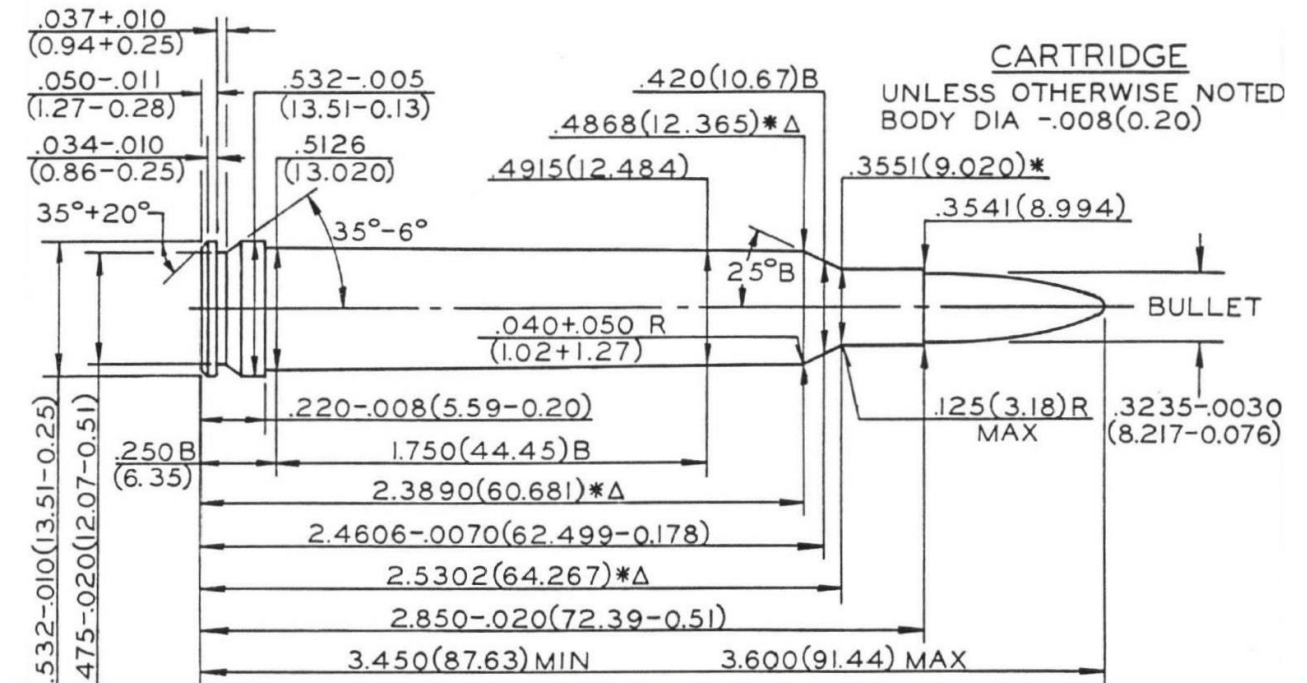 .037+.010
(0.94+0.25)
.050-.011
(1.27-0.28)
.034-.010
(0.86-0.25)
35°+20°
.532-.005
(13.51-0.13)
.5126
(13.020)
35°-6°
.420(10.67)B
.4868(12.365)*Δ
.4915(12.484)
CARTRIDGE
UNLESS OTHERWISE NOTED
BODY DIA -.008(0.20)
.3551(9.020)*
.3541(8.994)
25°B
BULLET
.040+.050 R
(1.02+1.27)
.220-.008(5.59-0.20)
.125(3.18)R
MAX
.3235-.0030
(8.217-0.076)
.250B
(6.35)
1.750(44.45)B
2.3890(60.681)*Δ
2.4606-.0070(62.499-0.178)
2.5302(64.267)*Δ
2.850-.020(72.39-0.51)
3.450(87.63)MIN
3.600(91.44)MAX
.532-.010(13.51-0.25)
.475-.020(12.07-0.51)